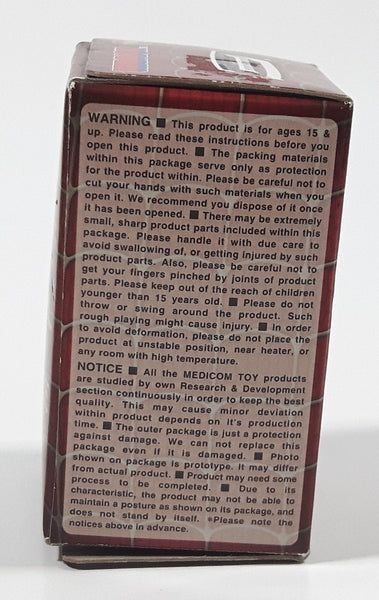 WARNING ■ This product is for ages 15 &
up. Please read these instructions before you
open this product. ■ The packing materials
within this package serve only as protection
for the product within. Please be careful not to
cut your hands with such materials when you
open it. We recommend you dispose of it once
it has been opened. ■ There may be extremely
small, sharp product parts included within this
package. Please handle it with due care to
avoid swallowing of, or getting injured by such
product parts. Also, please be careful not to
get your fingers pinched by joints of product
parts. Please keep out of the reach of children
younger than 15 years old. ■ Please do not
throw or swing around the product. Such
rough playing might cause injury. ■ In order
to avoid deformation, please do not place the
product at unstable position, near heater, or
any room with high temperature.
NOTICE ■ All the MEDICOM TOY products
are studied by own Research & Development
section continuously in order to keep the best
quality. This may cause minor deviation
within product depends on it's production
time. ■ The outer package is just a protection
against damage. We can not replace this
package even if it is damaged. ■ Photo
shown on package is prototype. It may differ
from actual product. ■ Product may need some
process to be completed. ■ Due to its
characteristic, the product may not be able to
maintain a posture as shown on package, and
does not stand by itself. ※Please note the
notices above in advance.